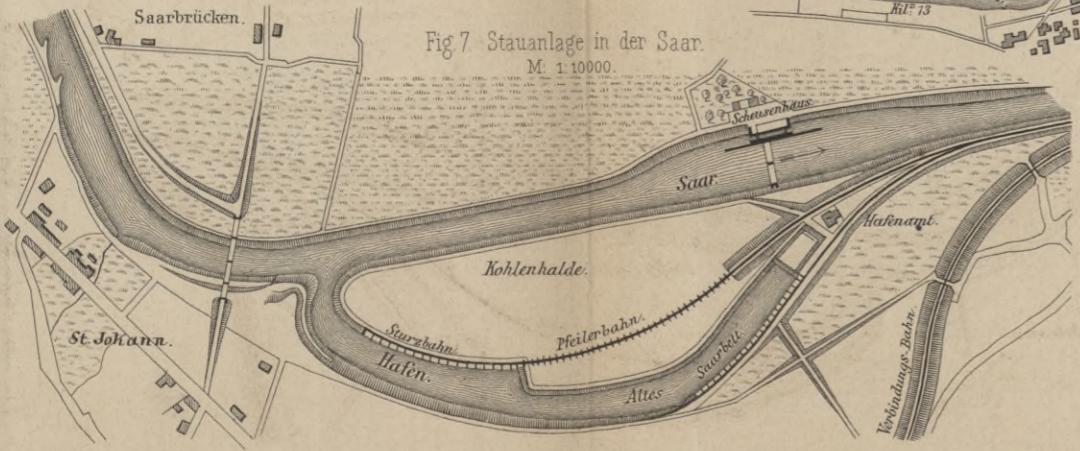 Saarbrücken.
Kil: 13
Fig. 7 Stauanlage in der Saar.
M: 1:10000.
Schleusenhaus.
Saar.
Hafenamt.
Kohlenhalde.
Sturzbahn
Pfeilerbahn.
St. Johann.
Hafen.
Altes
Saarbett
Verbindungs-Bahn